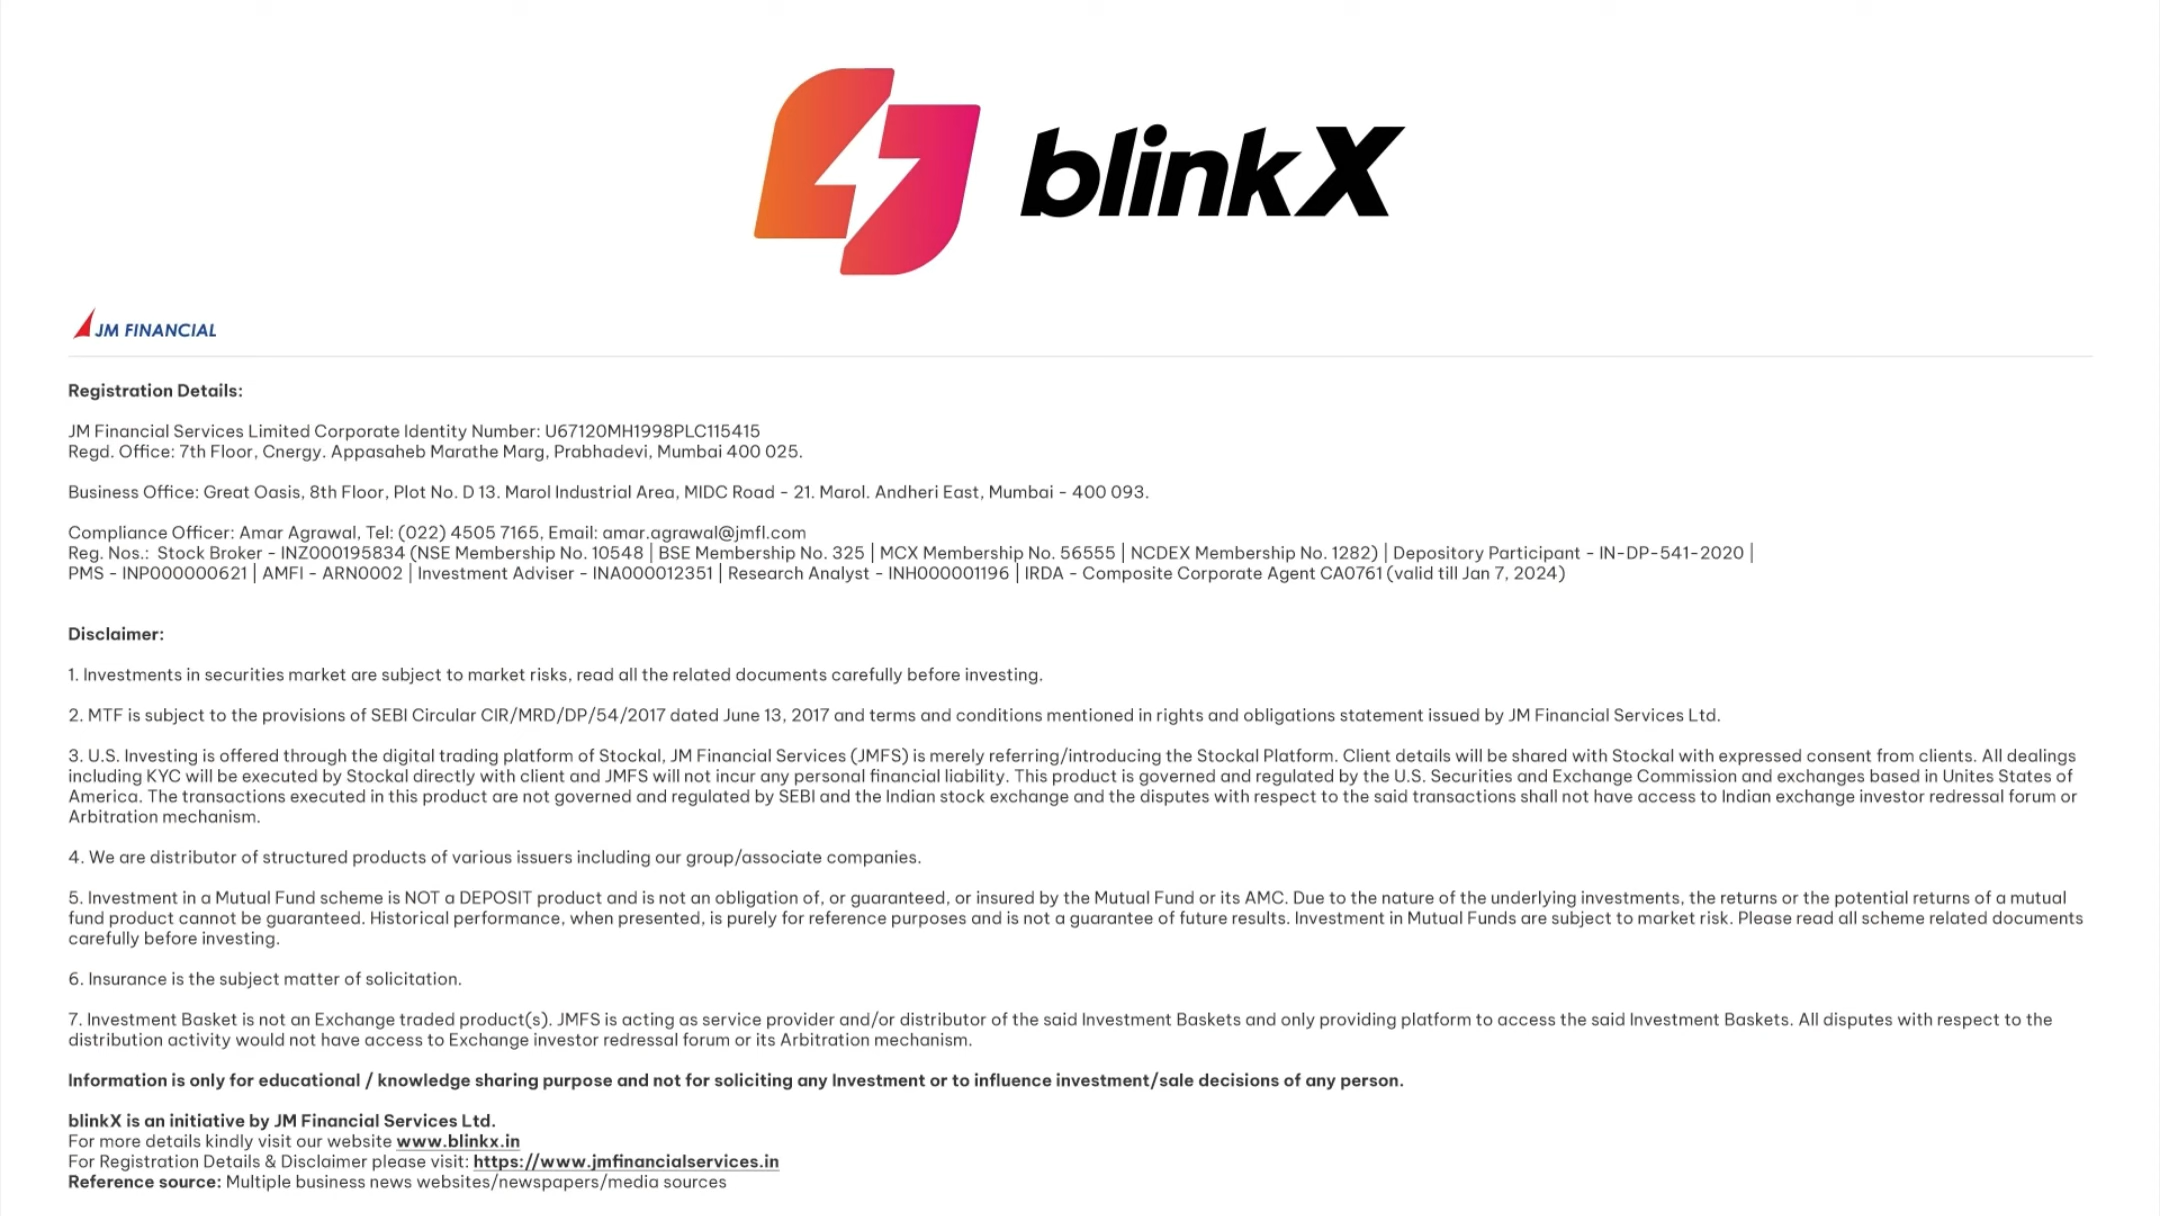 blinkX
JM FINANCIAL
Registration Details:
JM Financial Services Limited Corporate Identity Number: U67120MH1998PLC115415
Regd. Office: 7th Floor, Cnergy. Appasaheb Marathe Marg, Prabhadevi, Mumbai 400 025.
Business Office: Great Oasis, 8th Floor, Plot No. D 13. Marol Industrial Area, MIDC Road - 21. Marol. Andheri East, Mumbai - 400 093.
Compliance Officer: Amar Agrawal, Tel: (022) 4505 7165, Email: amar.agrawal@jmfl.com
Reg. Nos.: Stock Broker - INZ000195834 (NSE Membership No. 10548 | BSE Membership No. 325 | MCX Membership No. 56555 | NCDEX Membership No. 1282) | Depository Participant - IN-DP-541-2020 |
PMS - INP000000621 | AMFI - ARN0002 | Investment Adviser - INA000012351 | Research Analyst - INH000001196 | IRDA - Composite Corporate Agent CA0761 (valid till Jan 7, 2024)
Disclaimer:
1. Investments in securities market are subject to market risks, read all the related documents carefully before investing.
2. MTF is subject to the provisions of SEBI Circular CIR/MRD/DP/54/2017 dated June 13, 2017 and terms and conditions mentioned in rights and obligations statement issued by JM Financial Services Ltd.
3. U.S. Investing is offered through the digital trading platform of Stockal, JM Financial Services (JMFS) is merely referring/introducing the Stockal Platform. Client details will be shared with Stockal with expressed consent from clients. All dealings
including KYC will be executed by Stockal directly with client and JMFS will not incur any personal financial liability. This product is governed and regulated by the U.S. Securities and Exchange Commission and exchanges based in Unites States of
America. The transactions executed in this product are not governed and regulated by SEBI and the Indian stock exchange and the disputes with respect to the said transactions shall not have access to Indian exchange investor redressal forum or
Arbitration mechanism.
4. We are distributor of structured products of various issuers including our group/associate companies.
5. Investment in a Mutual Fund scheme is NOT a DEPOSIT product and is not an obligation of, or guaranteed, or insured by the Mutual Fund or its AMC. Due to the nature of the underlying investments, the returns or the potential returns of a mutual
fund product cannot be guaranteed. Historical performance, when presented, is purely for reference purposes and is not a guarantee of future results. Investment in Mutual Funds are subject to market risk. Please read all scheme related documents
carefully before investing.
6. Insurance is the subject matter of solicitation.
7. Investment Basket is not an Exchange traded product(s). JMFS is acting as service provider and/or distributor of the said Investment Baskets and only providing platform to access the said Investment Baskets. All disputes with respect to the
distribution activity would not have access to Exchange investor redressal forum or its Arbitration mechanism.
Information is only for educational / knowledge sharing purpose and not for soliciting any Investment or to influence investment/sale decisions of any person.
blinkX is an initiative by JM Financial Services Ltd.
For more details kindly visit our website www.blinkx.in
For Registration Details & Disclaimer please visit: https://www.jmfinancialservices.in
Reference source: Multiple business news websites/newspapers/media sources